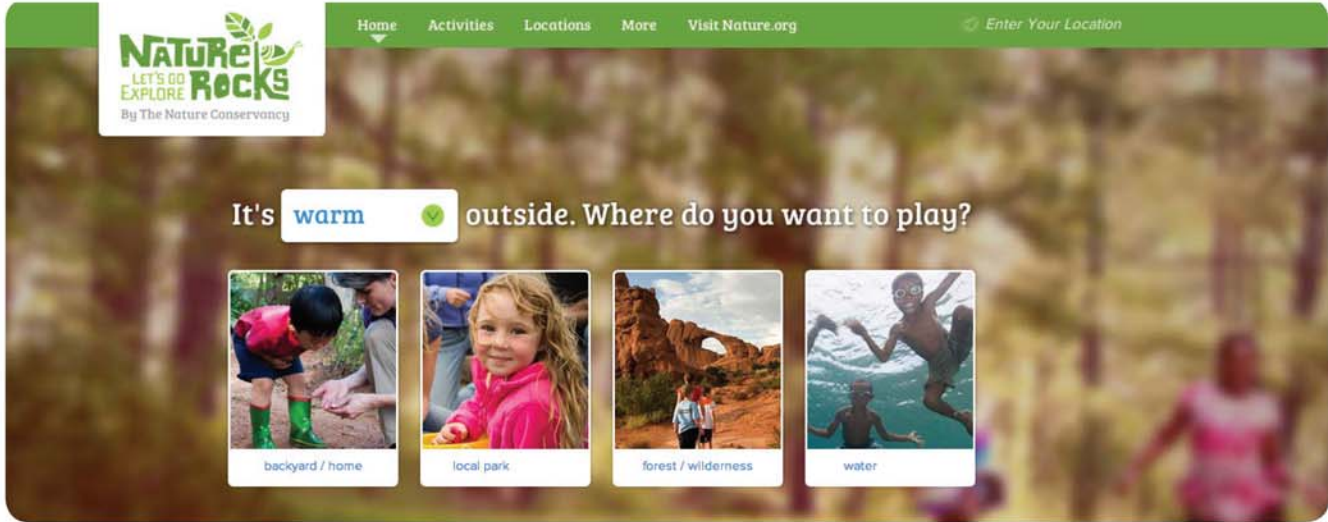 Home Activities Locations More Visit Nature.org Enter Your Location
NATURE
LET'S GO
EXPLORE ROCKS
By The Nature Conservancy
It's warm outside. Where do you want to play?
backyard / home local park forest / wilderness water